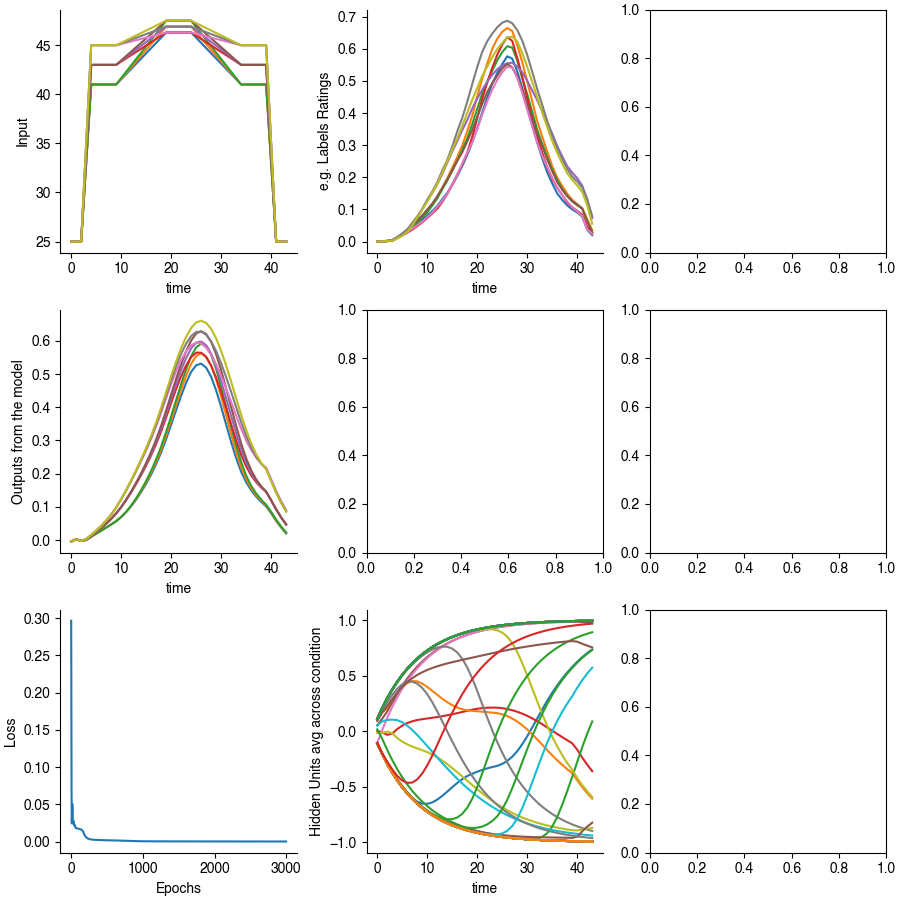 45
40
35
30
25
Input
0 10 20 30 40
time
0.7
0.6
0.5
0.4
0.3
0.2
0.1
0.0
e.g. Labels Ratings
0 10 20 30 40
time
1.0
0.8
0.6
0.4
0.2
0.0
0.0 0.2 0.4 0.6 0.8 1.0
0.6
0.5
0.4
0.3
0.2
0.1
0.0
Outputs from the model
0 10 20 30 40
time
1.0
0.8
0.6
0.4
0.2
0.0
0.0 0.2 0.4 0.6 0.8 1.0
1.0
0.8
0.6
0.4
0.2
0.0
0.0 0.2 0.4 0.6 0.8 1.0
0.30
0.25
0.20
0.15
0.10
0.05
0.00
Loss
0 1000 2000 3000
Epochs
1.0
0.5
0.0
−0.5
−1.0
Hidden Units avg across condition
0 10 20 30 40
time
1.0
0.8
0.6
0.4
0.2
0.0
0.0 0.2 0.4 0.6 0.8 1.0